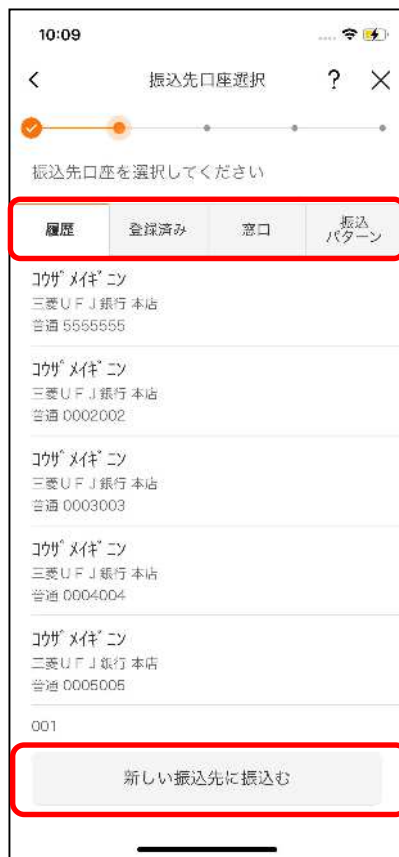 10:09
振込先口座選択 ?
振込先口座を選択してください
履歴 登録済み 窓口 振込
パターン
コウザ メイギニン
三菱UFJ銀行 本店
普通 5555555
コウザ メイギニン
三菱UFJ銀行 本店
普通 0002002
コウザ メイギニン
三菱UFJ銀行 本店
普通 0003003
コウザ メイギニン
三菱UFJ銀行 本店
普通 0004004
コウザ メイギニン
三菱UFJ銀行 本店
普通 0005005
001
新しい振込先に振込む